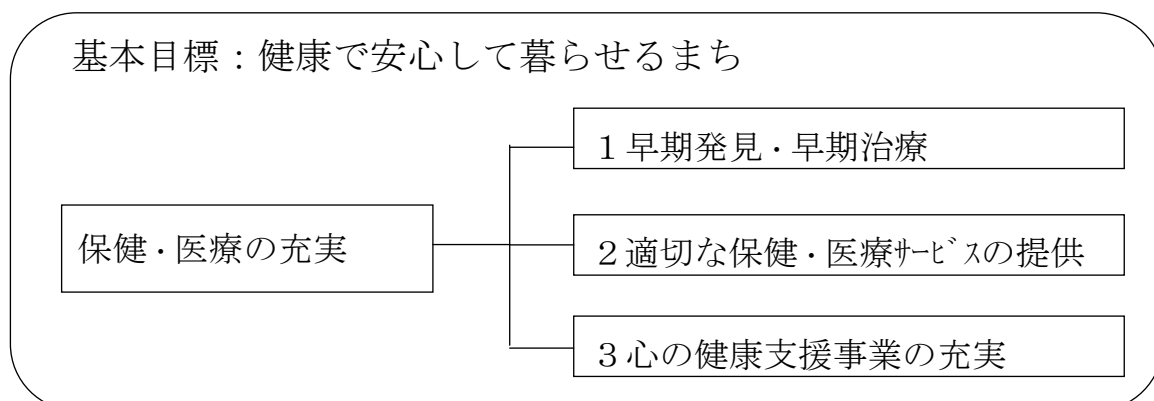 基本目標：健康で安心して暮らせるまち
１早期発見・早期治療
保健・医療の充実
２適切な保健・医療ｻｰﾋﾞｽの提供
３心の健康支援事業の充実